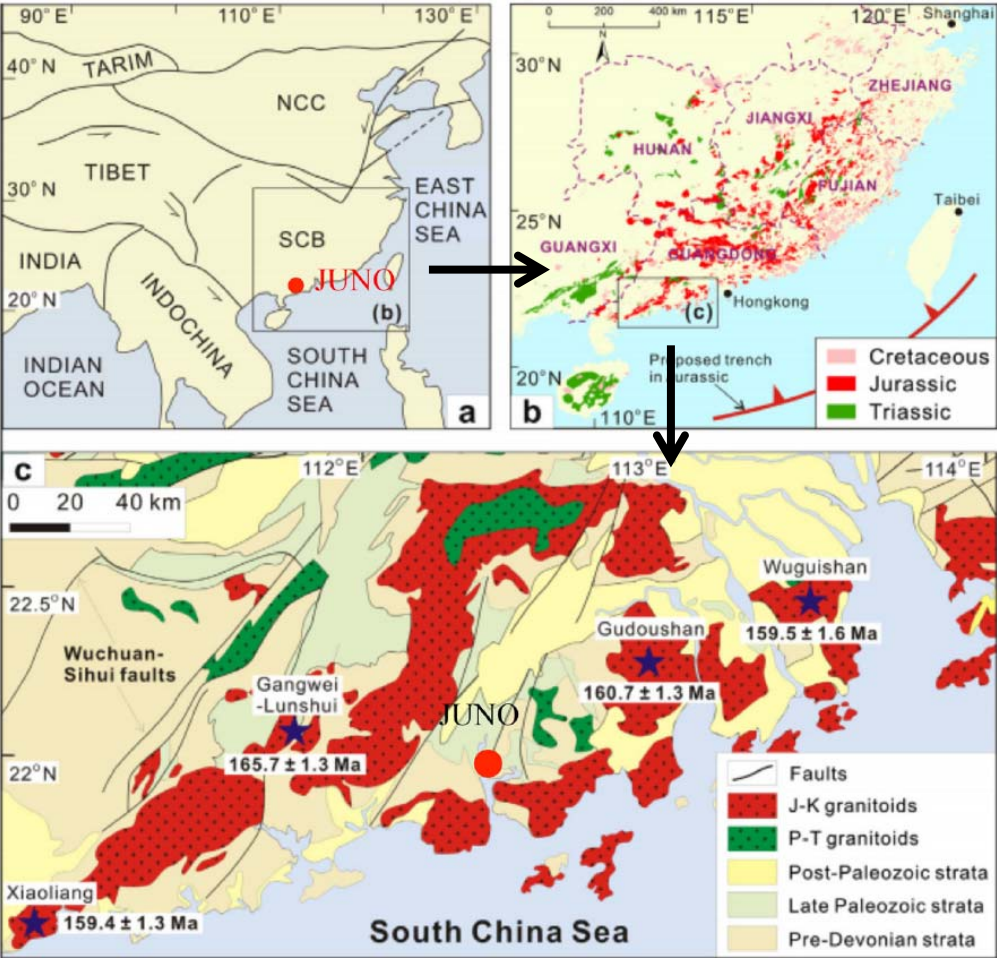 90° E
110° E
130° E
40° N
TARIM
NCC
TIBET
30° N
EAST
CHINA
SEA
SCB
INDIA
JUNO
20° N
(b)
INDOCHINA
INDIAN
OCEAN
SOUTH
CHINA
SEA
a
0 200 400 km
N
115°E
120°E
Shanghai
30°N
ZHEJIANG
JIANGXI
HUNAN
FUJIAN
Taibei
25°N
GUANGXI
GUANGDONG
Hongkong
(c)
Proposed trench
in Jurassic
20°N
110°E
b
Cretaceous
Jurassic
Triassic
c
112°E
113°E
114°E
0 20 40 km
22.5°N
Wuguishan
159.5 ± 1.6 Ma
Gudoushan
160.7 ± 1.3 Ma
Wuchuan-
Sihui faults
Gangwei
-Lunshui
165.7 ± 1.3 Ma
JUNO
22°N
Xiaoliang
159.4 ± 1.3 Ma
South China Sea
Faults
J-K granitoids
P-T granitoids
Post-Paleozoic strata
Late Paleozoic strata
Pre-Devonian strata